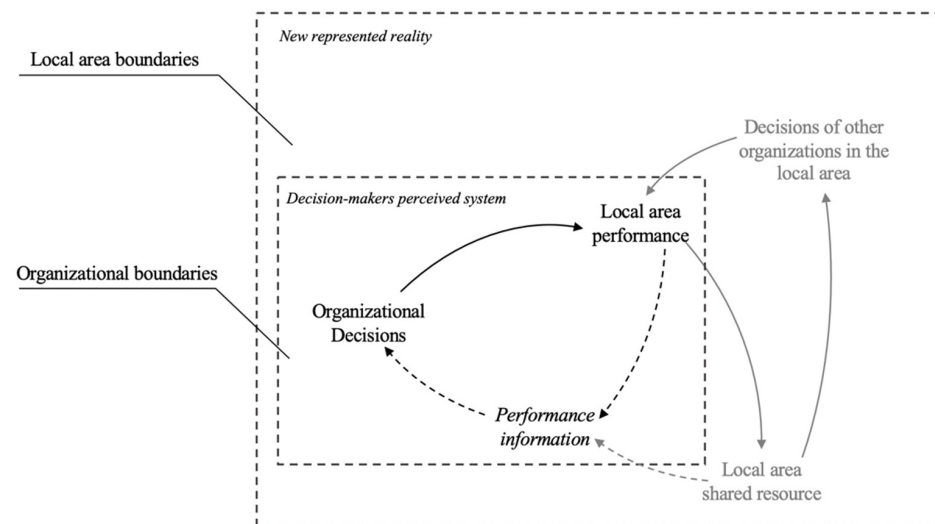 New represented reality
Local area boundaries
Decisions of other
organizations in the
local area
Decision-makers perceived system
Local area
performance
Organizational boundaries
Organizational
Decisions
Performance
information
Local area
shared resource